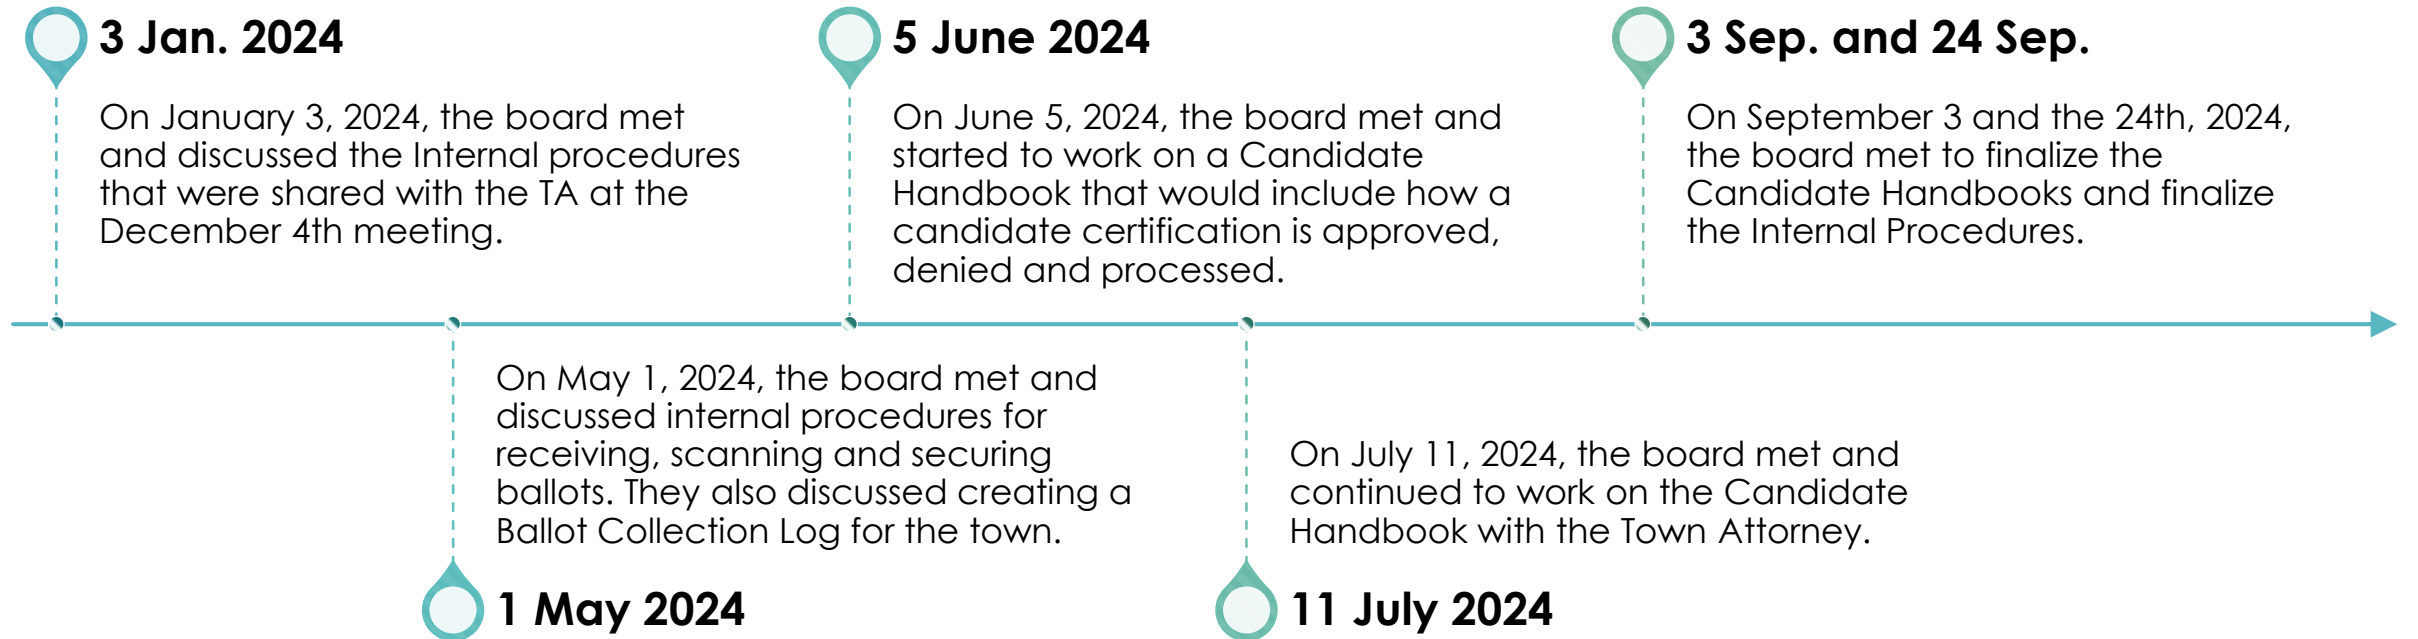 3 Jan. 2024
On January 3, 2024, the board met
and discussed the Internal procedures
that were shared with the TA at the
December 4th meeting.
On May 1, 2024, the board met and
discussed internal procedures for
receiving, scanning and securing
ballots. They also discussed creating a
Ballot Collection Log for the town.
1 May 2024
5 June 2024
On June 5, 2024, the board met and
started to work on a Candidate
Handbook that would include how a
candidate certification is approved,
denied and processed.
On July 11, 2024, the board met and
continued to work on the Candidate
Handbook with the Town Attorney.
11 July 2024
3 Sep. and 24 Sep.
On September 3 and the 24th, 2024,
the board met to finalize the
Candidate Handbooks and finalize
the Internal Procedures.